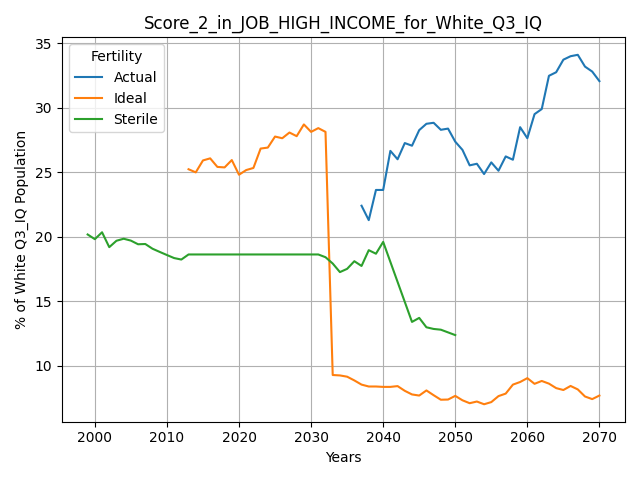 Score_2_in_JOB_HIGH_INCOME_for_White_Q3_IQ
35
30
25
20
15
10
% of White Q3_IQ Population
Fertility
Actual
Ideal
Sterile
2000 2010 2020 2030 2040 2050 2060 2070
Years